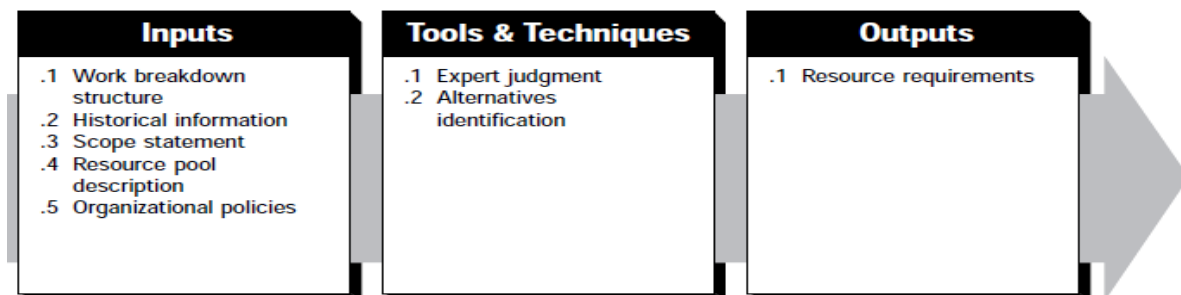 Inputs
.1 Work breakdown
structure
.2 Historical information
.3 Scope statement
.4 Resource pool
description
.5 Organizational policies
Tools & Techniques
.1 Expert judgment
.2 Alternatives
identification
Outputs
.1 Resource requirements